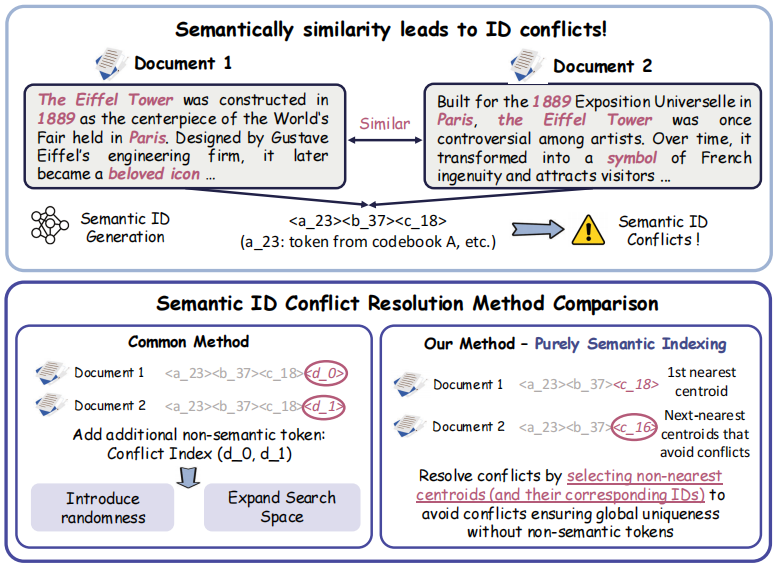 Semantically similarity leads to ID conflicts!
Document 1
The Eiffel Tower was constructed in
1889 as the centerpiece of the World's
Fair held in Paris. Designed by Gustave
Eiffel's engineering firm, it later
became a beloved icon ...
Similar
Document 2
Built for the 1889 Exposition Universelle in
Paris, the Eiffel Tower was once
controversial among artists. Over time, it
transformed into a symbol of French
ingenuity and attracts visitors ...
Semantic ID
Generation
<a_23><b_37><c_18>
(a_23: token from codebook A, etc.)
Semantic ID
Conflicts !
Semantic ID Conflict Resolution Method Comparison
Common Method
Document 1 <a_23><b_37><c_18><d_0>
Document 2 <a_23><b_37><c_18><d_1>
Add additional non-semantic token:
Conflict Index (d_0, d_1)
Introduce
randomness
Expand Search
Space
Our Method – Purely Semantic Indexing
Document 1 <a_23><b_37><c_18>
1st nearest
centroid
Document 2 <a_23><b_37><c_16>
Next-nearest
centroids that
avoid conflicts
Resolve conflicts by selecting non-nearest
centroids (and their corresponding IDs) to
avoid conflicts ensuring global uniqueness
without non-semantic tokens